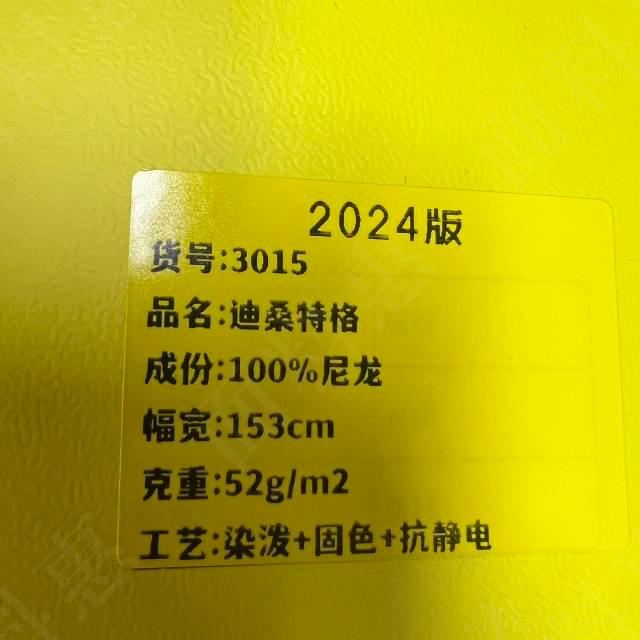 2024版
货号:3015
品名:迪桑特格
成份:100%尼龙
幅宽:153cm
克重:52g/m2
工艺:染泼+固色+抗静电